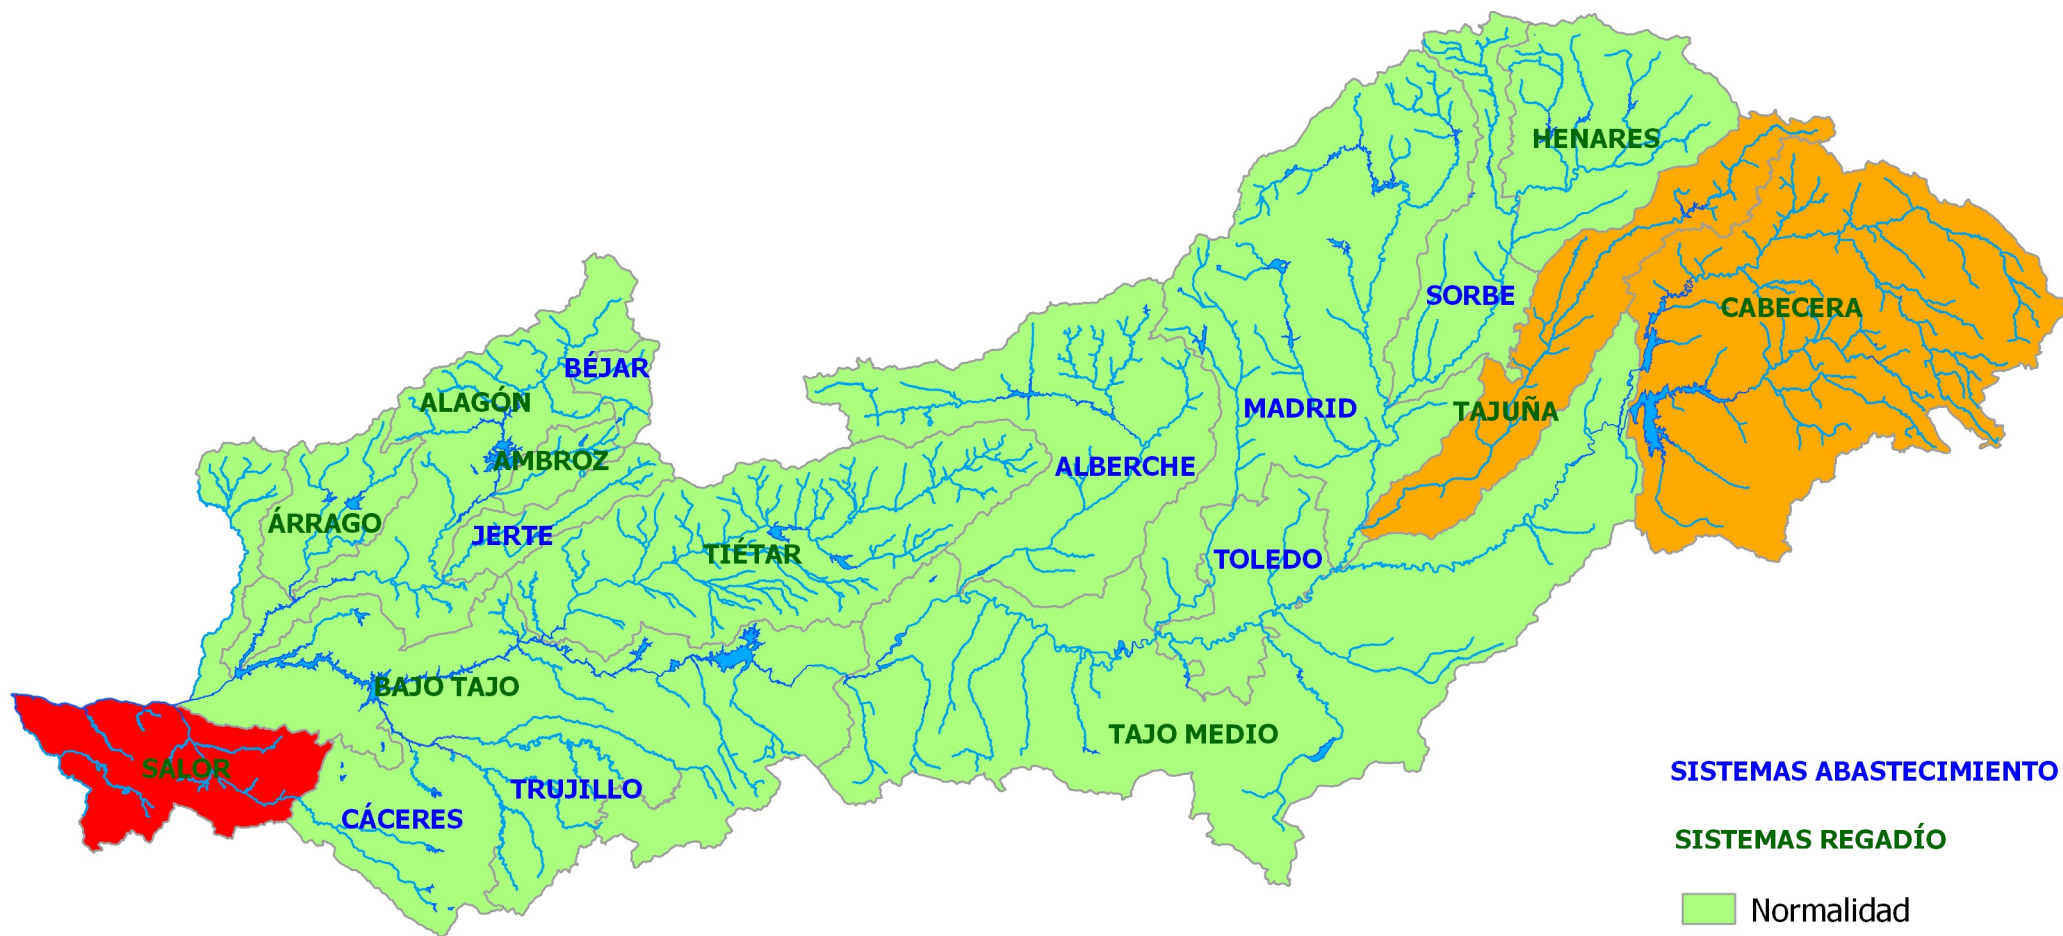 HENARES
SORBE
CABECERA
BÉJAR
ALAGÓN
MADRID
TAJUÑA
AMBROZ
ALBERCHE
ÁRRAGO
JERTE
TIÉTAR
TOLEDO
BAJO TAJO
TAJO MEDIO
SALOR
TRUJILLO
CÁCERES
SISTEMAS ABASTECIMIENTO
SISTEMAS REGADÍO
Normalidad